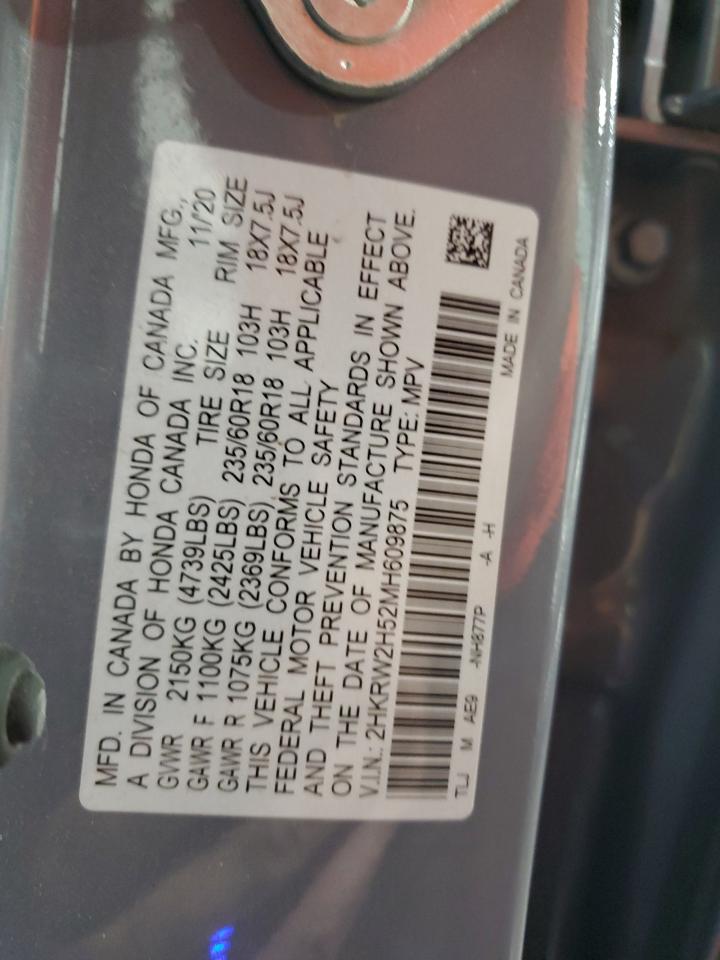 MFD. IN CANADA BY HONDA OF CANADA MFG.,
A DIVISION OF HONDA CANADA INC. 11/20
GVWR 2150KG (4739LBS) TIRE SIZE RIM SIZE
GAWR F 1100KG (2425LBS) 235/60R18 103H 18X7.5J
GAWR R 1075KG (2369LBS) 235/60R18 103H 18X7.5J
THIS VEHICLE CONFORMS TO ALL APPLICABLE
FEDERAL MOTOR VEHICLE SAFETY
AND THEFT PREVENTION STANDARDS IN EFFECT
ON THE DATE OF MANUFACTURE SHOWN ABOVE.
V.I.N.: 2HKRW2H52MH609875 TYPE: MPV
TLJ M AE9 -NH877P -A -H MADE IN CANADA